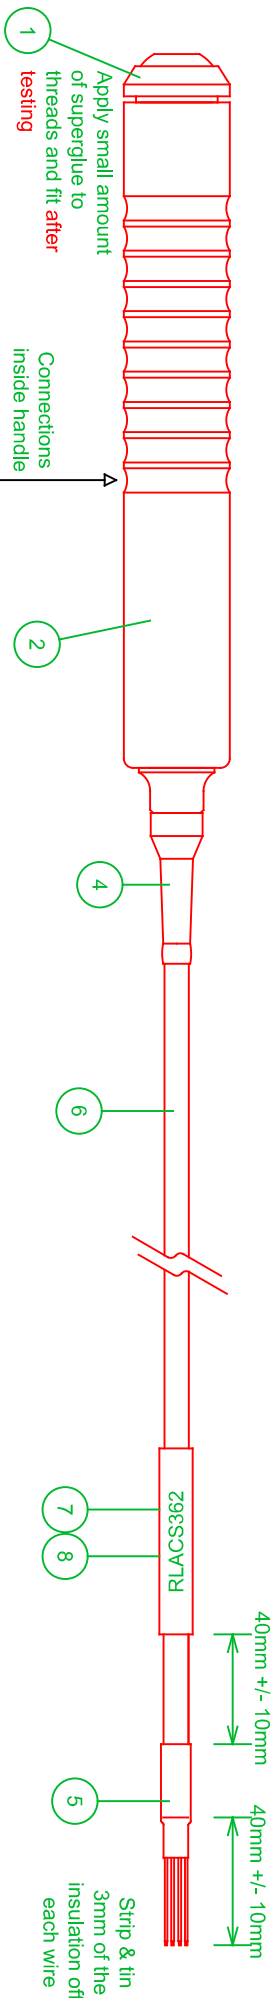 1
Apply small amount
of superglue to
threads and fit after
testing
Connections
inside handle
2
4
6
7
8
RLACS362
40mm +/- 10mm
5
40mm +/- 10mm
Strip & tin
3mm of the
insulation off
each wire